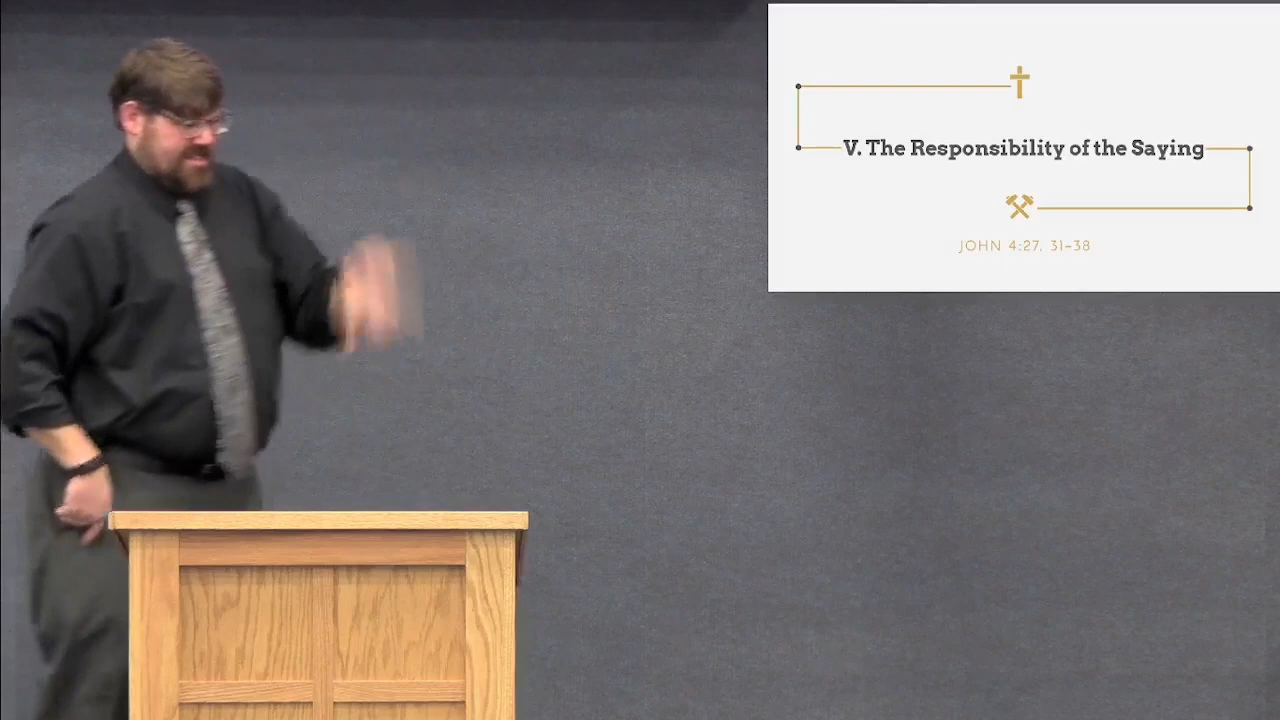 V. The Responsibility of the Saying
JOHN 4:27, 31-38